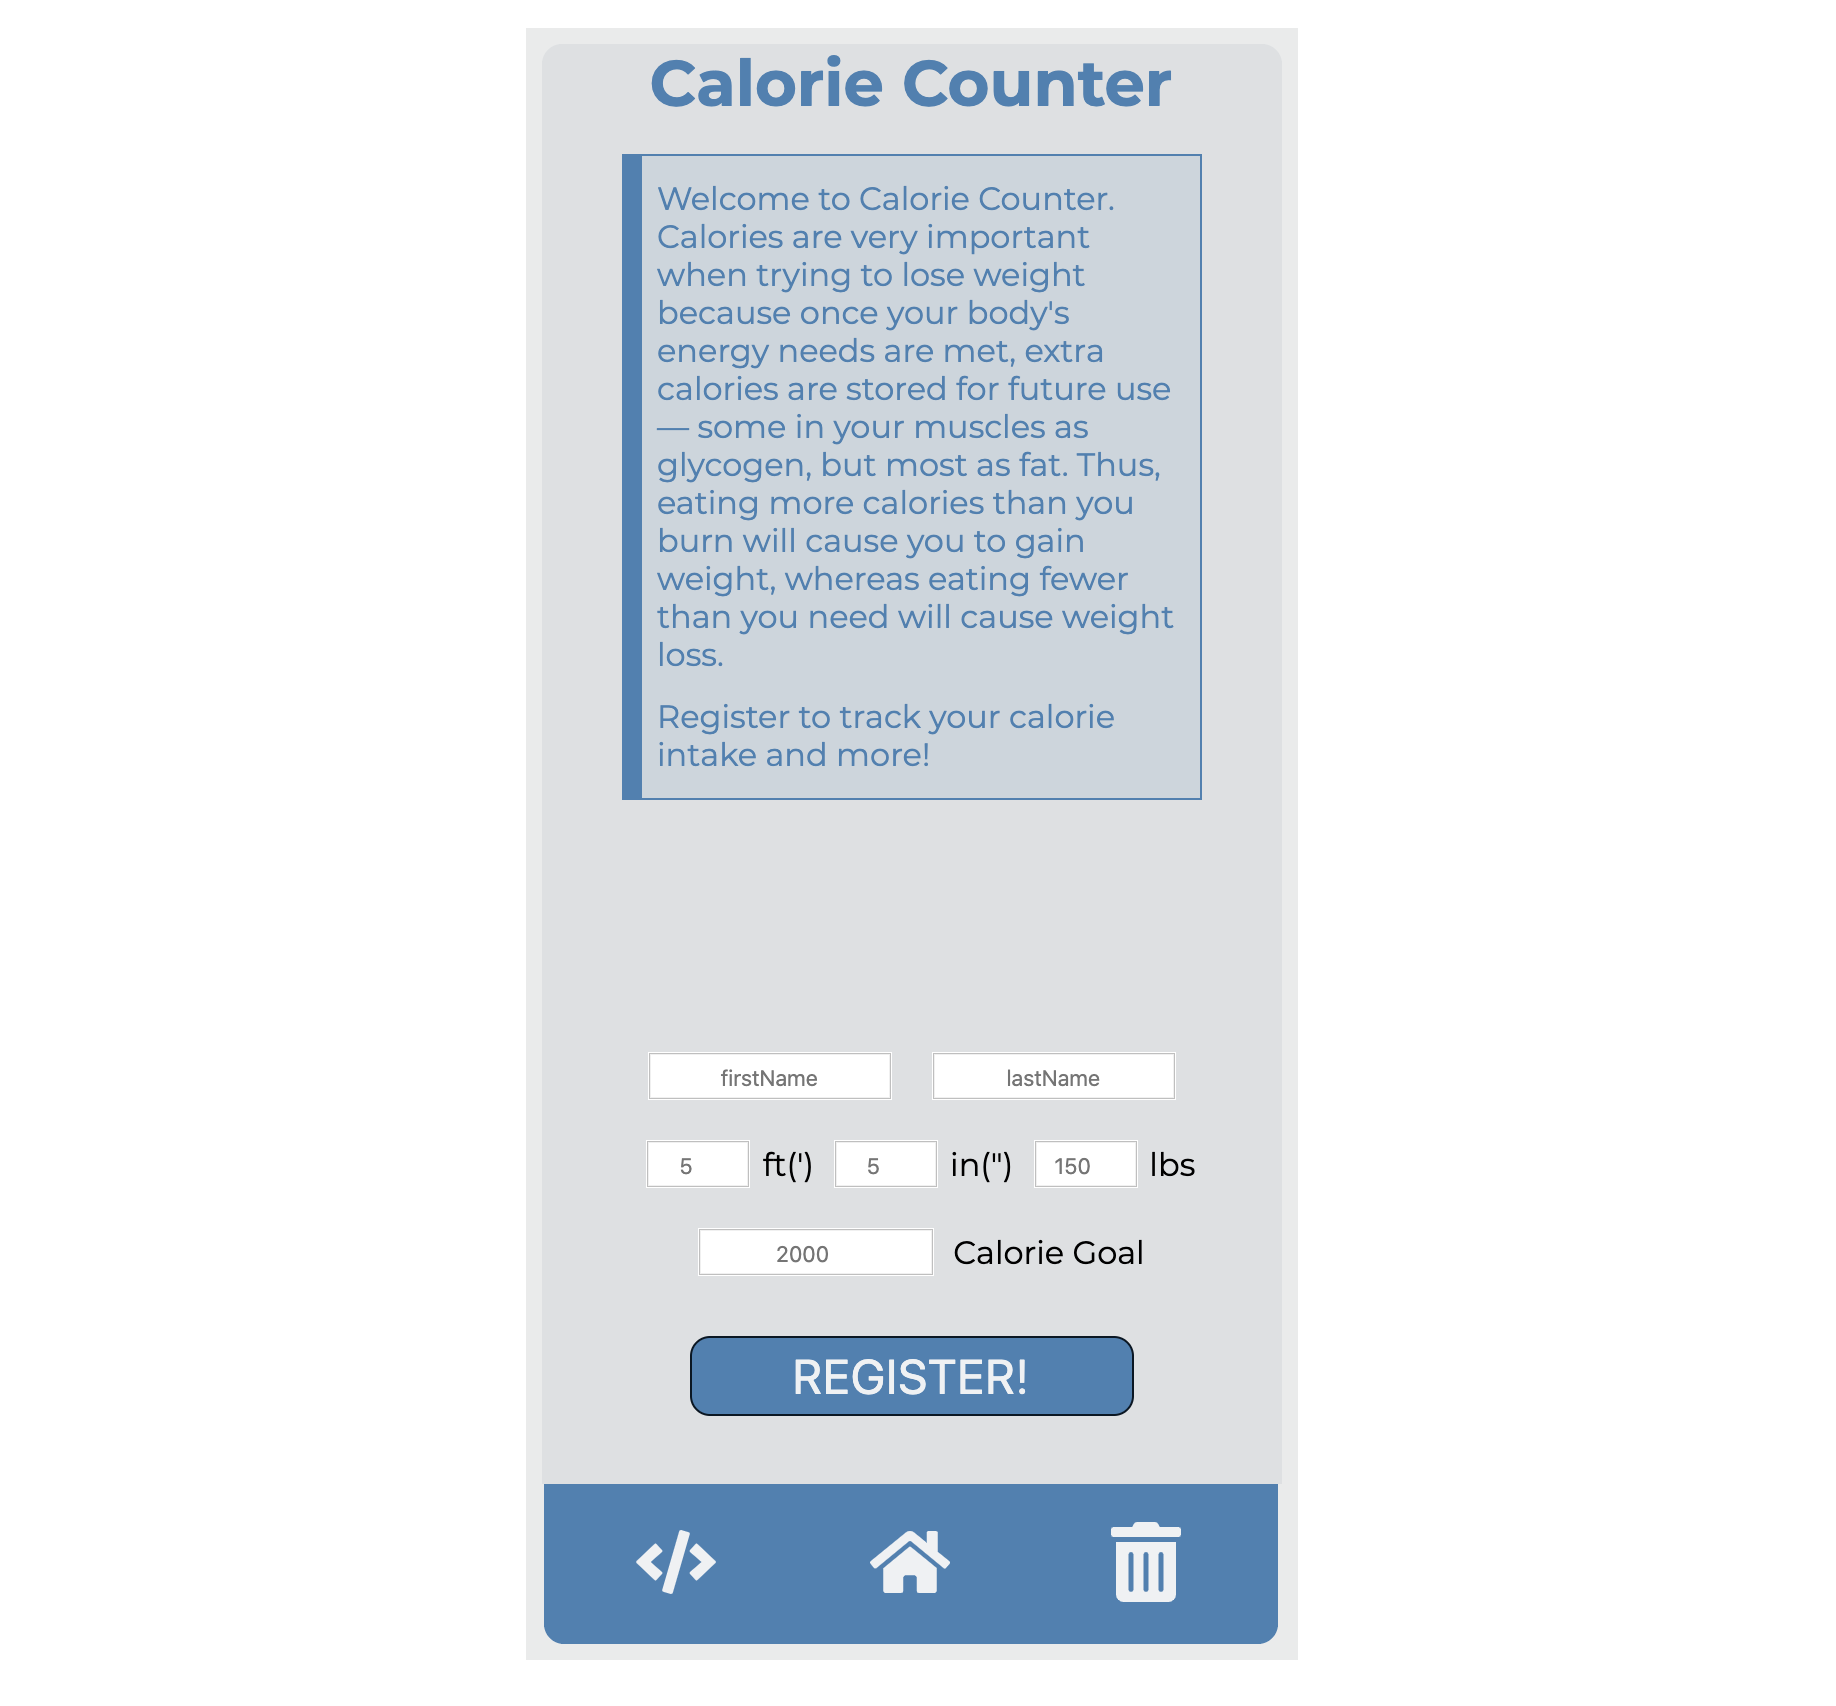 Calorie Counter
Welcome to Calorie Counter.
Calories are very important
when trying to lose weight
because once your body's
energy needs are met, extra
calories are stored for future use
— some in your muscles as
glycogen, but most as fat. Thus,
eating more calories than you
burn will cause you to gain
weight, whereas eating fewer
than you need will cause weight
loss.
Register to track your calorie
intake and more!
firstName lastName
5 ft(') 5 in(") 150 lbs
2000 Calorie Goal
REGISTER!